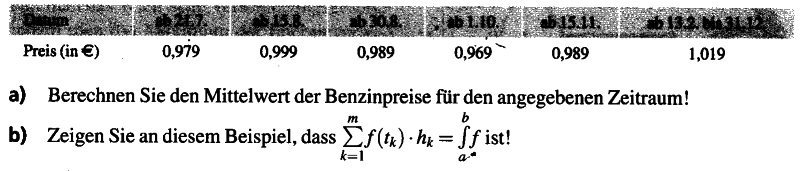 Datum ab 21.7. ab 15.8. ab 30.8. ab 1.10. ab 15.11. ab 13.2. bis 31.12.
Preis (in €) 0,979 0,999 0,989 0,969 0,989 1,019
a) Berechnen Sie den Mittelwert der Benzinpreise für den angegebenen Zeitraum!
b) Zeigen Sie an diesem Beispiel, dass \sum_{k=1}^{m} f(t_k) · h_k = \int_{a}^{b} f ist!